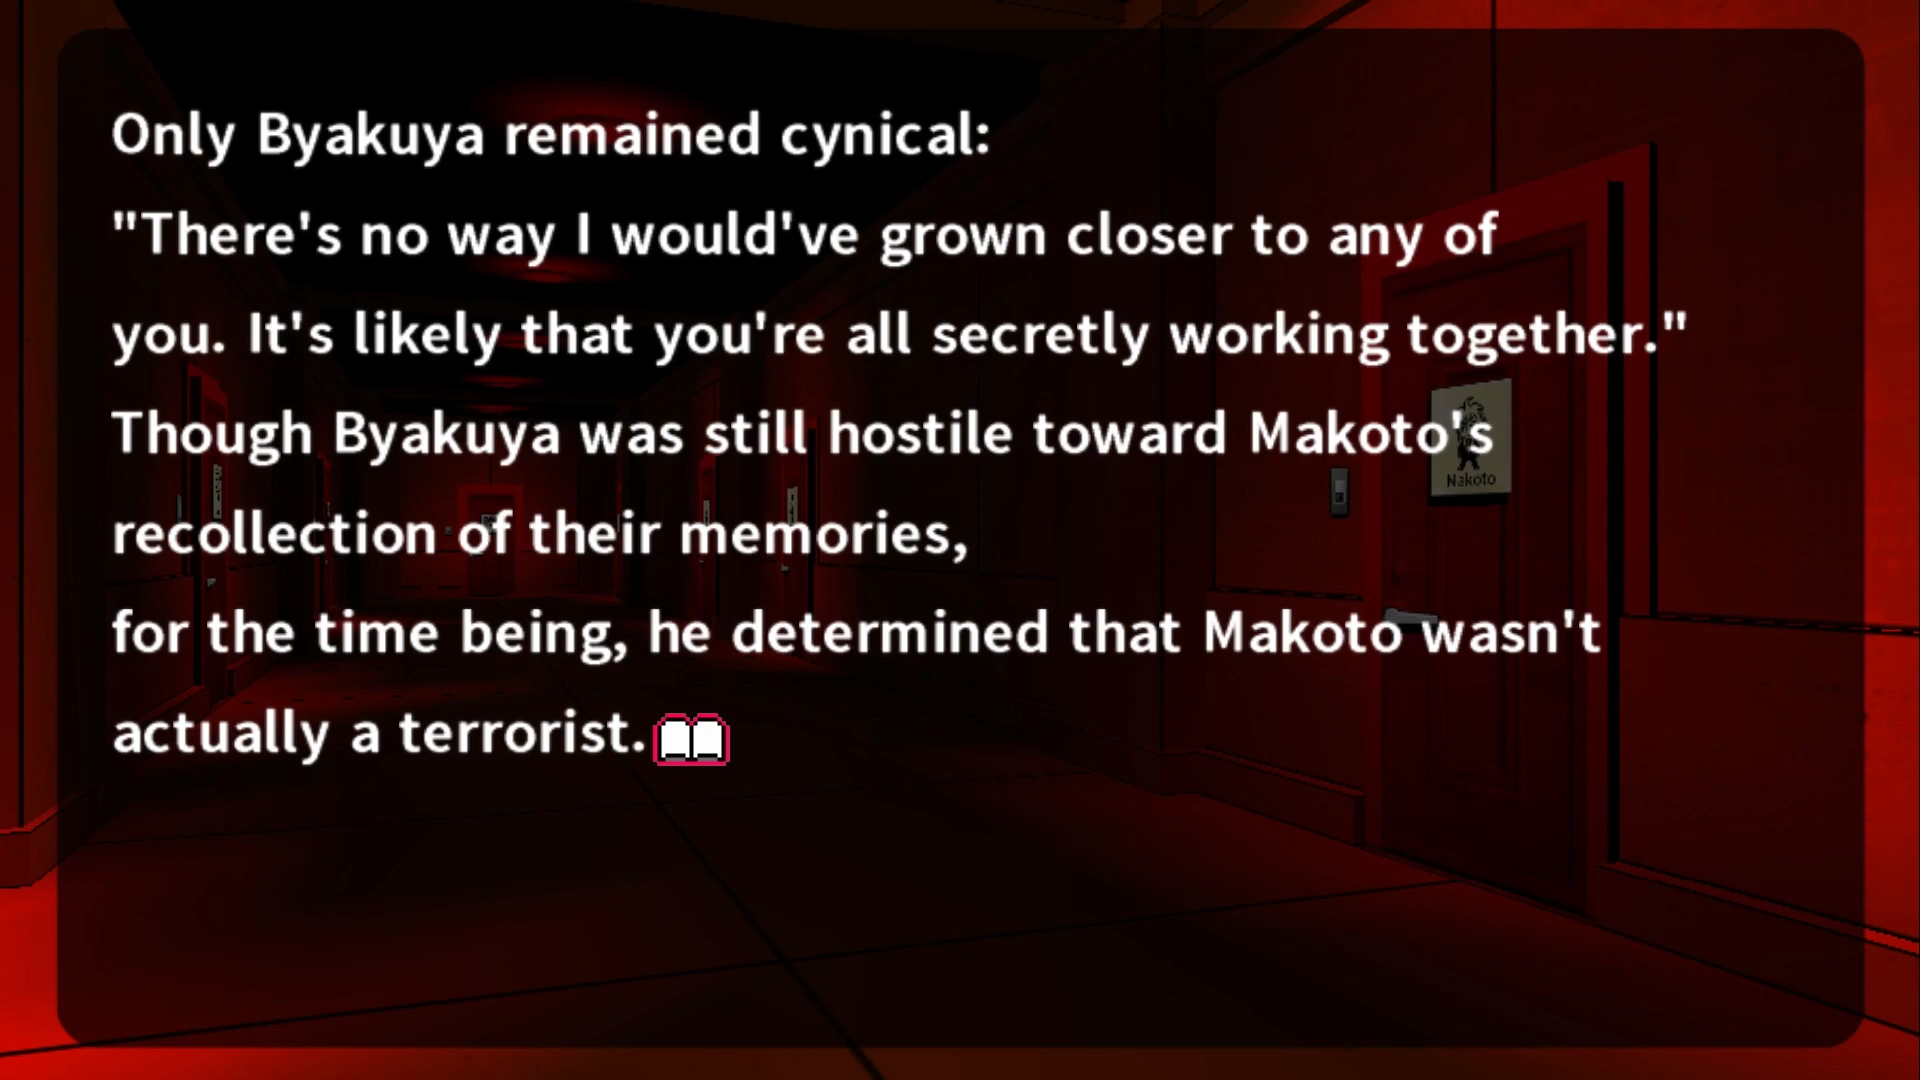 Only Byakuya remained cynical:
"There's no way I would've grown closer to any of
you. It's likely that you're all secretly working together."
Though Byakuya was still hostile toward Makoto's
recollection of their memories,
for the time being, he determined that Makoto wasn't
actually a terrorist.
Nakoto